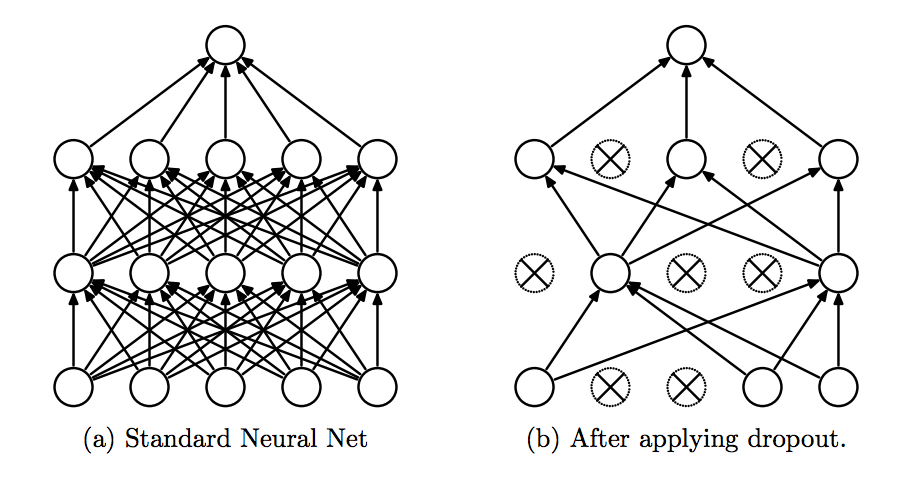 (a) Standard Neural Net
(b) After applying dropout.